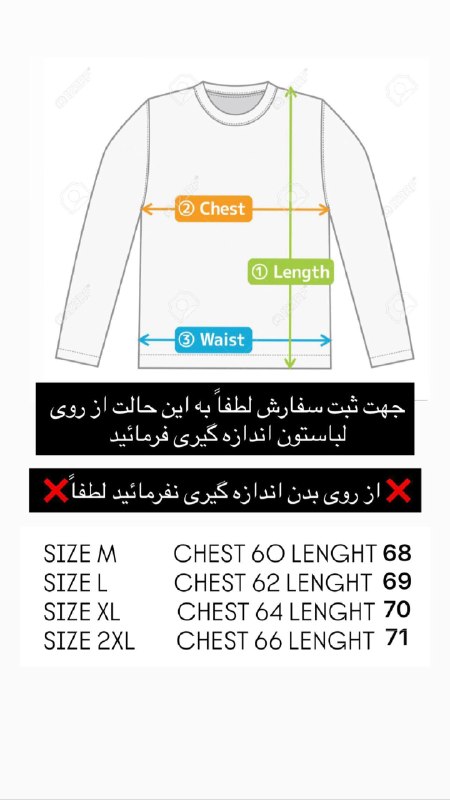 ② Chest
① Length
③ Waist
جهت ثبت سفارش لطفاً به این حالت از روی
لباستون اندازه گیری فرمائید
❌ از روی بدن اندازه گیری نفرمائید لطفاً❌
SIZE M CHEST 60 LENGHT 68
SIZE L CHEST 62 LENGHT 69
SIZE XL CHEST 64 LENGHT 70
SIZE 2XL CHEST 66 LENGHT 71